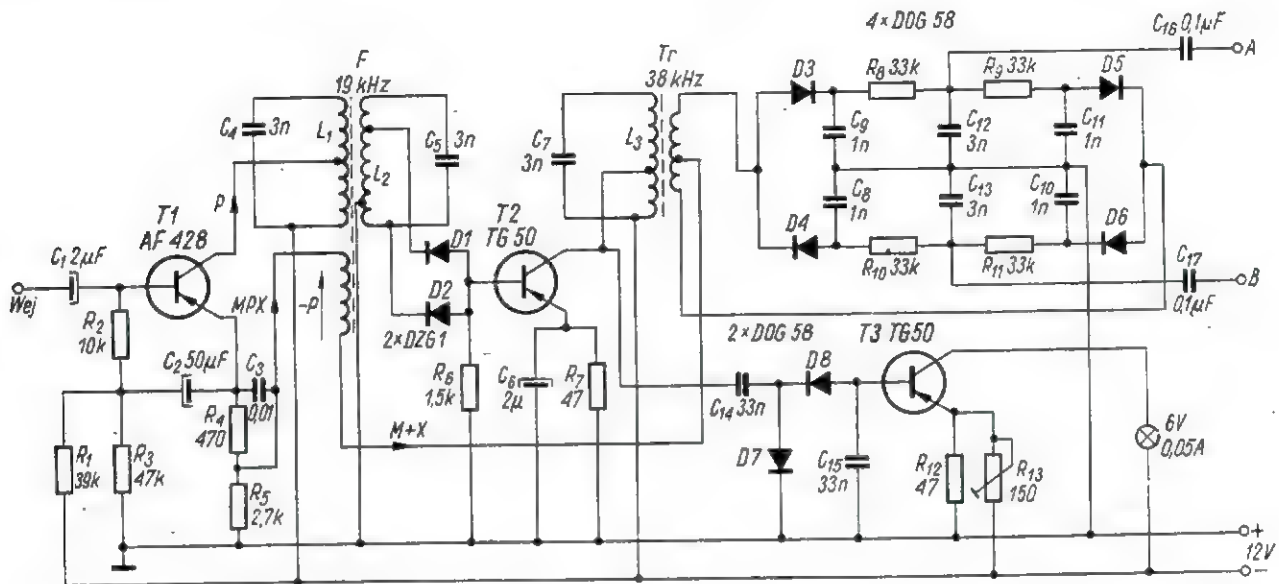 4×DOG 58
C16 0,1µF
A
F
19 kHz
Tr
38 kHz
D3
R8 33k
R9 33k
D5
C4
3n
L1
L2
C5
3n
C7
3n
L3
C9
1n
C12
3n
C11
1n
P
T1
AF 428
T2
TG 50
D1
C8
1n
C13
3n
C10
1n
D4
R10 33k
R11 33k
D6
C17
0,1µF
B
C1 2µF
Wej
MPX
-P
D2
2×DZG1
R2
10k
C2 50µF
C3
0,01
R4
470
R6
1,5k
C6
2µ
R7
47
2×DOG 58
T3 TG50
D8
C14 33n
M+X
R1
39k
R3
47k
R5
2,7k
D7
C15
33n
R12
47
R13
150
6V
0,05A
+
12V
-